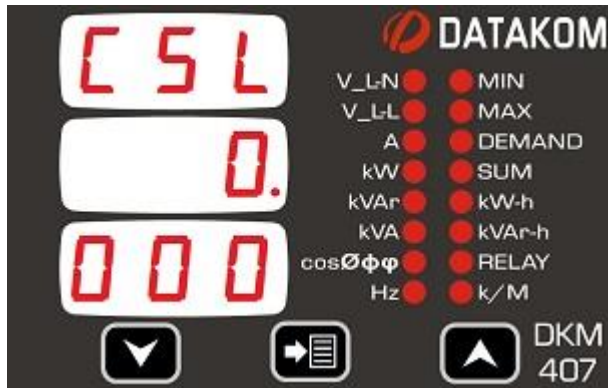 CSL
0.
000
DATAKOM
V_L-N
MIN
V_L-L
MAX
A
DEMAND
kW
SUM
kVAr
kW-h
kVA
kVAr-h
cosØфφ
RELAY
Hz
k/M
DKM
407